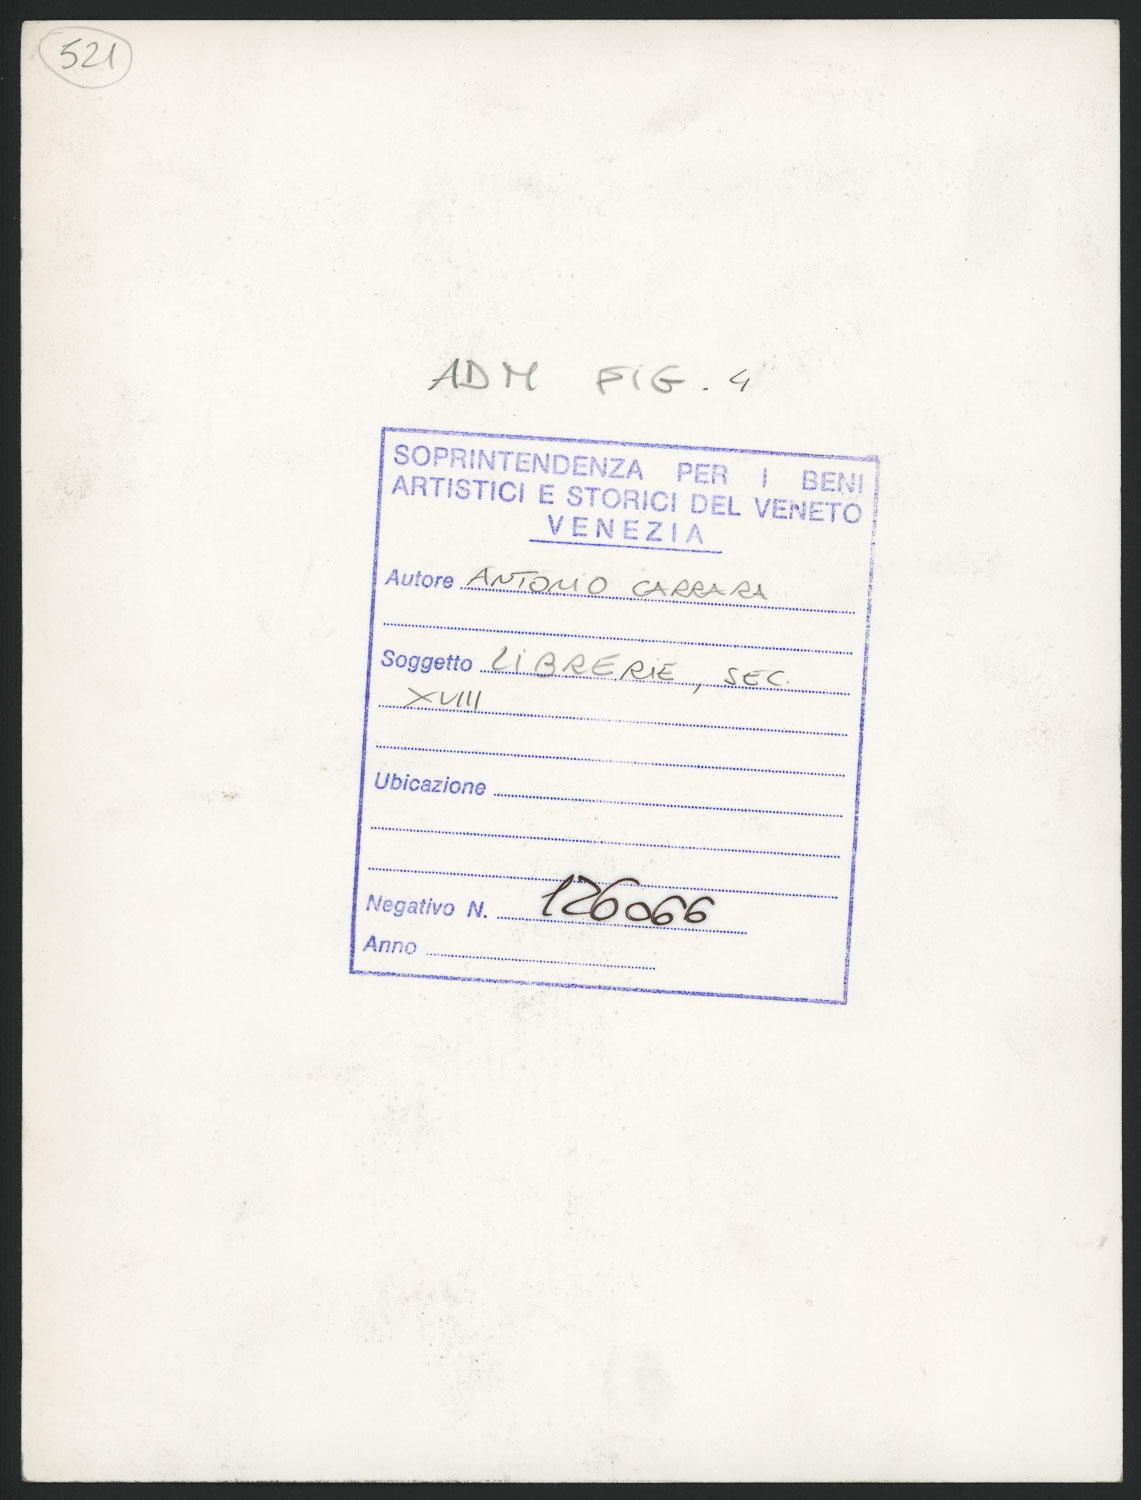 521
ADM FIG. 4
SOPRINTENDENZA PER I BENI
ARTISTICI E STORICI DEL VENETO
VENEZIA
Autore ANTONIO CARRARA
Soggetto LIBRERIE, SEC.
XVIII
Ubicazione
Negativo N. 126066
Anno